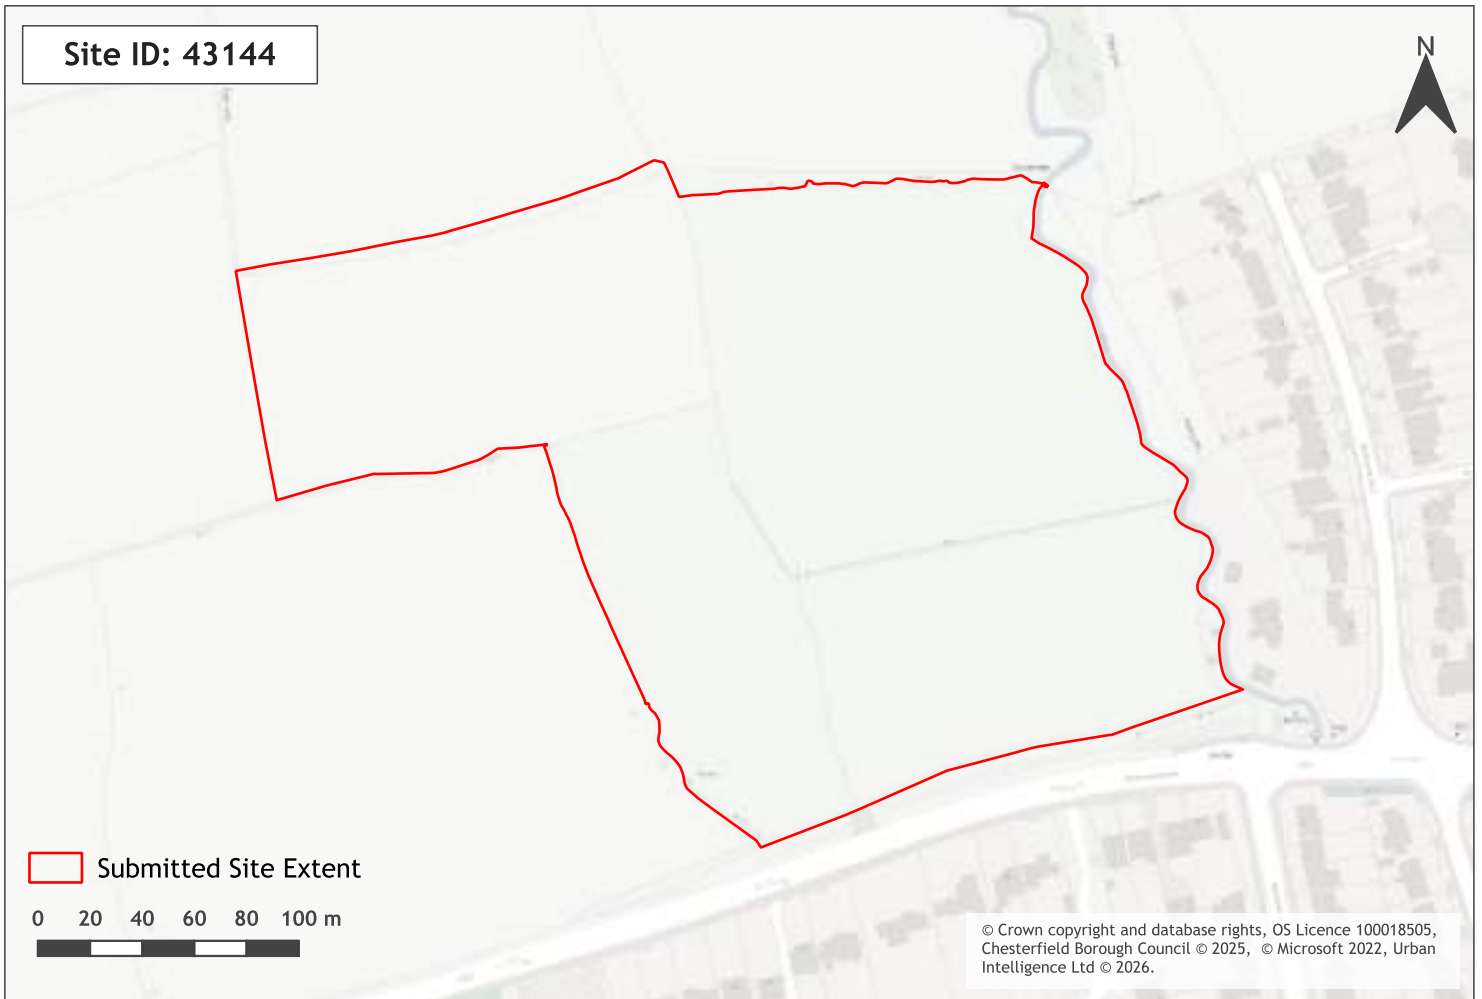 Site ID: 43144
N
Submitted Site Extent
0 20 40 60 80 100 m
© Crown copyright and database rights, OS Licence 100018505,
Chesterfield Borough Council © 2025, © Microsoft 2022, Urban
Intelligence Ltd © 2026.